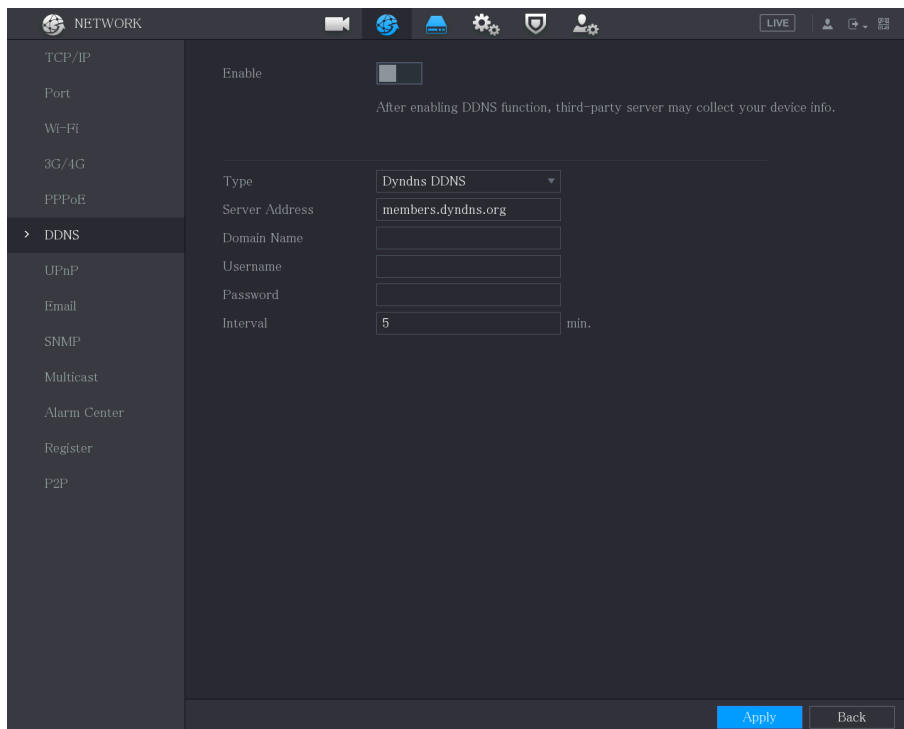 NETWORK
LIVE
TCP/IP
Port
Wi-Fi
3G/4G
PPPoE
DDNS
UPnP
Email
SNMP
Multicast
Alarm Center
Register
P2P
Enable
After enabling DDNS function, third-party server may collect your device info.
Type Dyndns DDNS
Server Address members.dyndns.org
Domain Name
Username
Password
Interval 5 min.
Apply Back